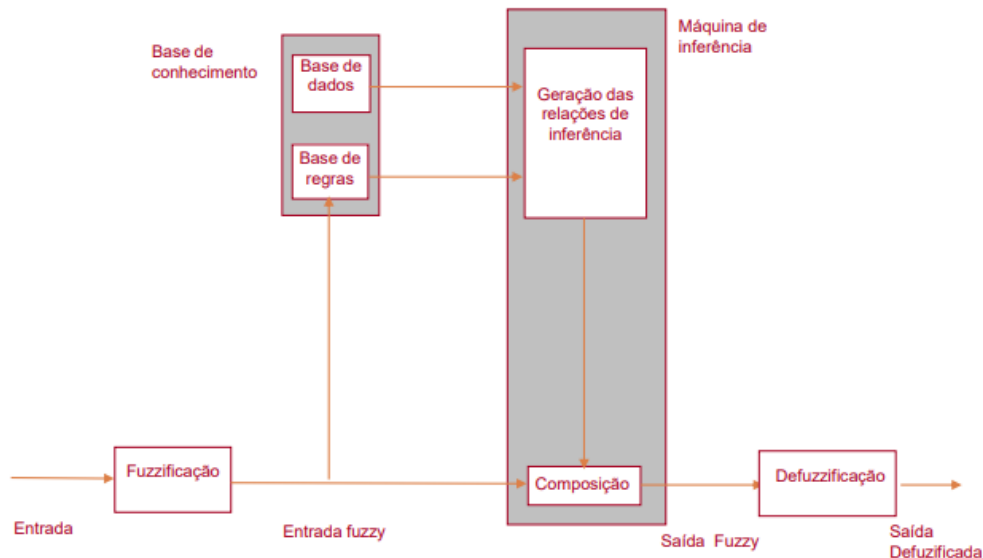 Base de
conhecimento
Base de
dados
Base de
regras
Máquina de
inferência
Geração das
relações de
inferência
Fuzzificação
Composição
Defuzzificação
Entrada
Entrada fuzzy
Saída Fuzzy
Saída
Defuzificada